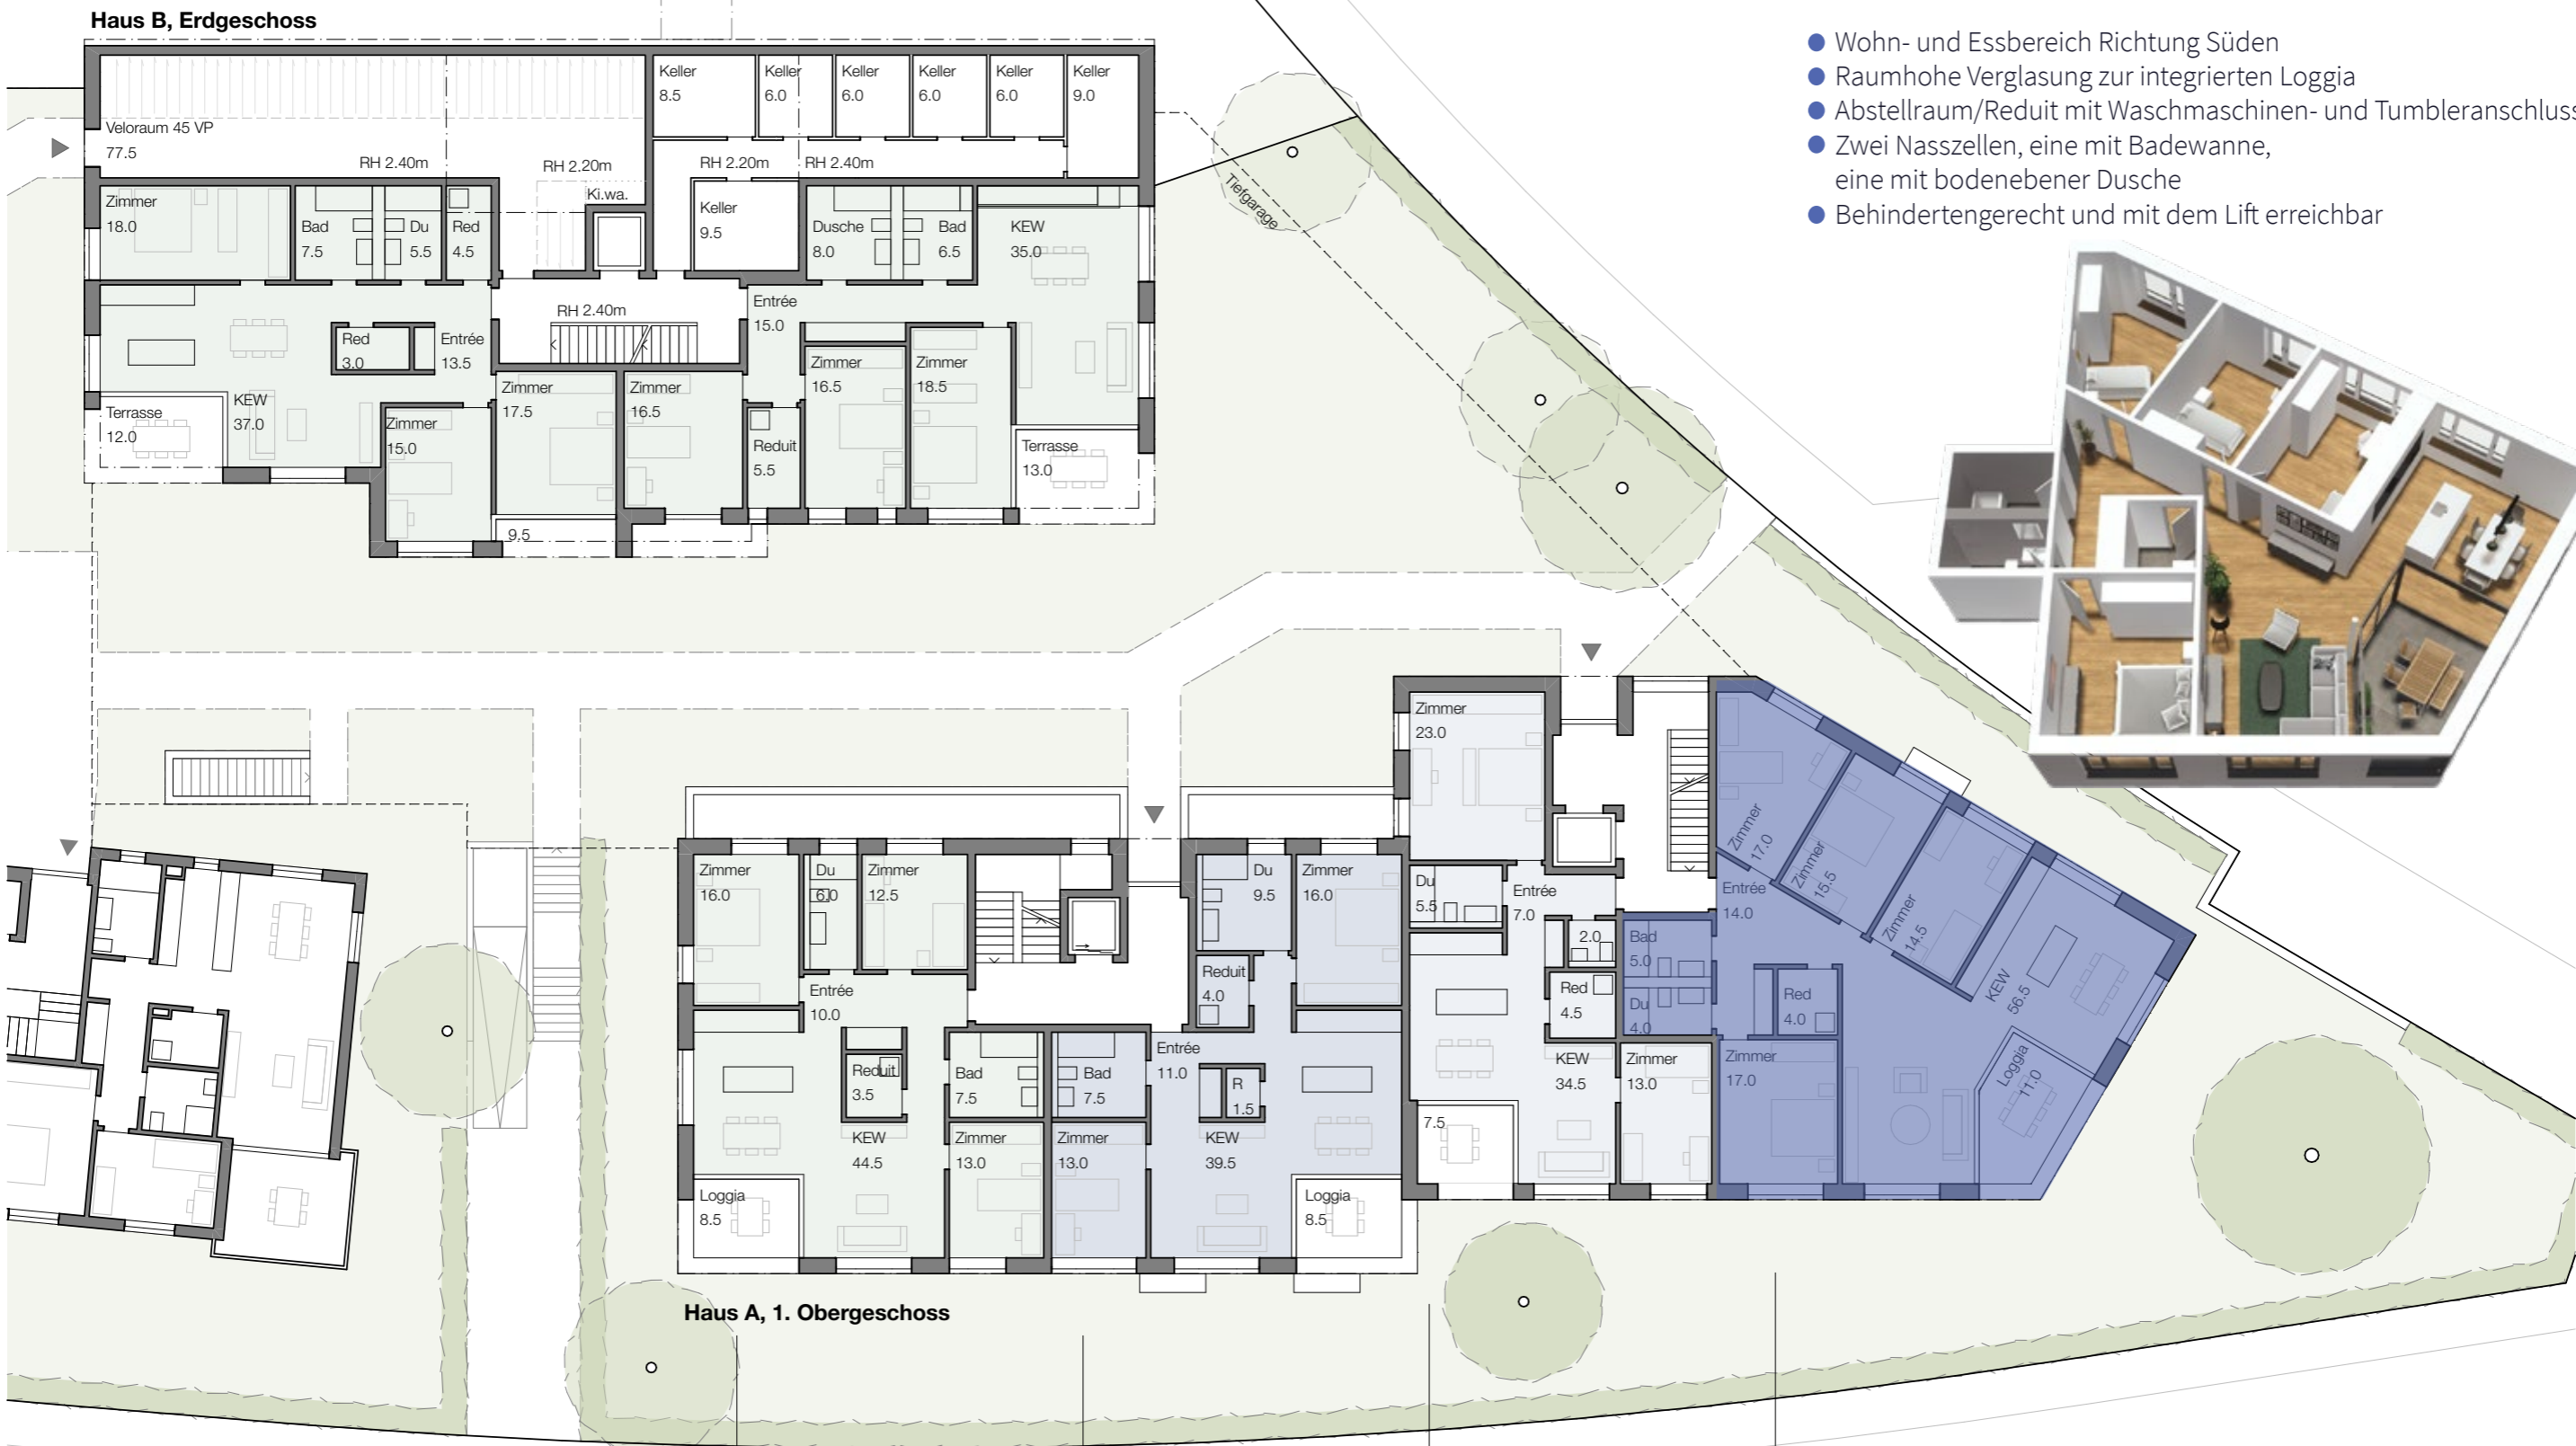 Haus B, Erdgeschoss
Wohn- und Essbereich Richtung Süden
Raumhohe Verglasung zur integrierten Loggia
Abstellraum/Reduit mit Waschmaschinen- und Tumbleranschluss
Zwei Nasszellen, eine mit Badewanne,
eine mit bodenebener Dusche
Behindertengerecht und mit dem Lift erreichbar
Keller
8.5
Keller
6.0
Keller
6.0
Keller
6.0
Keller
6.0
Keller
9.0
Veloraum 45 VP
77.5
RH 2.40m
RH 2.20m
RH 2.20m
RH 2.40m
Ki.wa.
Tiefgarage
Zimmer
18.0
Bad
7.5
Du
5.5
Red
4.5
Keller
9.5
Dusche
8.0
Bad
6.5
KEW
35.0
RH 2.40m
Entrée
15.0
Red
3.0
Entrée
13.5
Zimmer
17.5
Zimmer
16.5
Zimmer
16.5
Zimmer
18.5
Terrasse
12.0
KEW
37.0
Zimmer
15.0
Reduit
5.5
Terrasse
13.0
9.5
Zimmer
23.0
Zimmer
17.0
Zimmer
15.5
Zimmer
14.5
KEW
56.5
Loggia
11.0
Zimmer
16.0
Du
6.0
Zimmer
12.5
Du
9.5
Zimmer
16.0
Du
5.5
Entrée
7.0
Entrée
14.0
2.0
Bad
5.0
Reduit
4.0
Red
4.5
Du
4.0
Red
4.0
Entrée
10.0
Entrée
11.0
Reduit
3.5
Bad
7.5
Bad
7.5
R
1.5
KEW
34.5
Zimmer
13.0
Zimmer
17.0
7.5
KEW
44.5
Zimmer
13.0
Zimmer
13.0
KEW
39.5
Loggia
8.5
Loggia
8.5
Haus A, 1. Obergeschoss